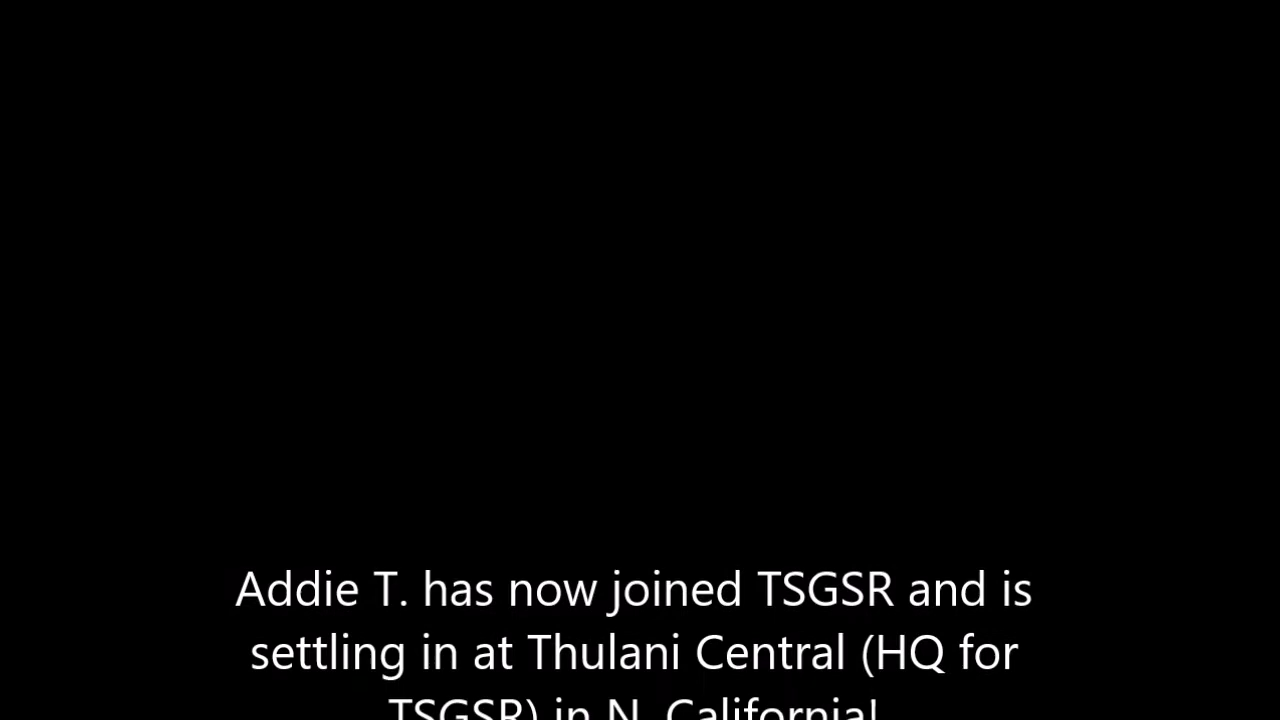 Addie T. has now joined TSGSR and is
settling in at Thulani Central (HQ for
TSGSR) in N. California!